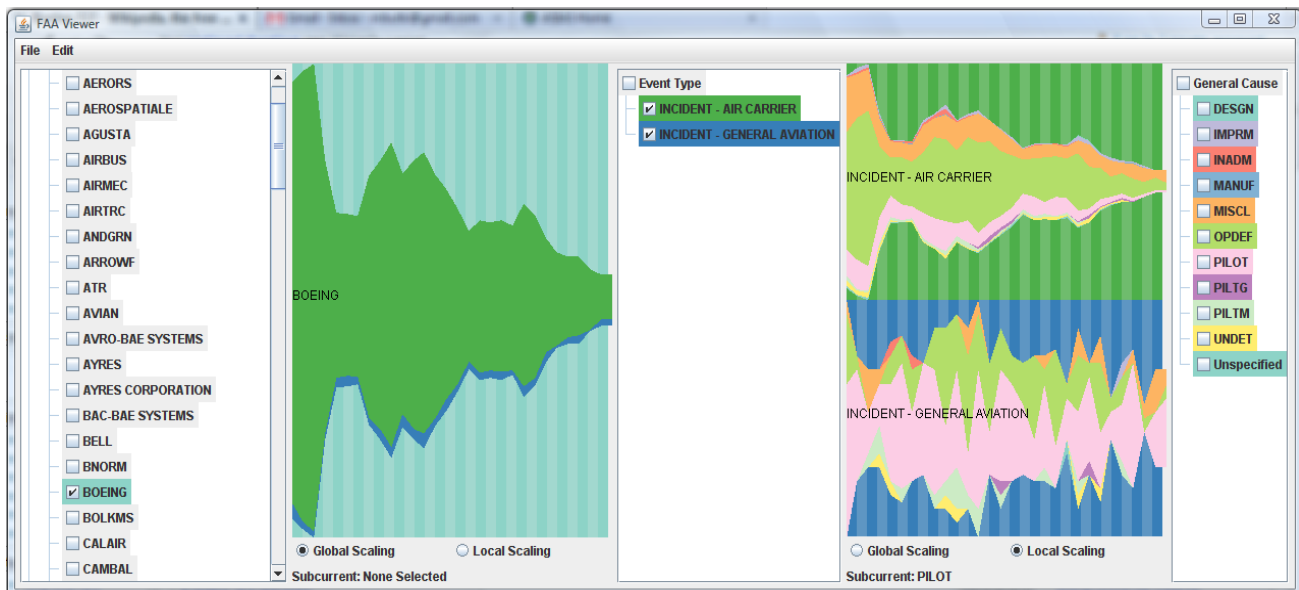 FAA Viewer
File Edit
AERORS
AEROSPATIALE
AGUSTA
AIRBUS
AIRMEC
AIRTRC
ANDGRN
ARROWF
ATR
AVIAN
AVRO-BAE SYSTEMS
AYRES
AYRES CORPORATION
BAC-BAE SYSTEMS
BELL
BNORM
BOEING
BOLKMS
CALAIR
CAMBAL
BOEING
Global Scaling Local Scaling
Subcurrent: None Selected
Event Type
INCIDENT - AIR CARRIER
INCIDENT - GENERAL AVIATION
INCIDENT - AIR CARRIER
INCIDENT - GENERAL AVIATION
Global Scaling Local Scaling
Subcurrent: PILOT
General Cause
DESGN
IMPRM
INADM
MANUF
MISCL
OPDEF
PILOT
PILTG
PILTM
UNDET
Unspecified